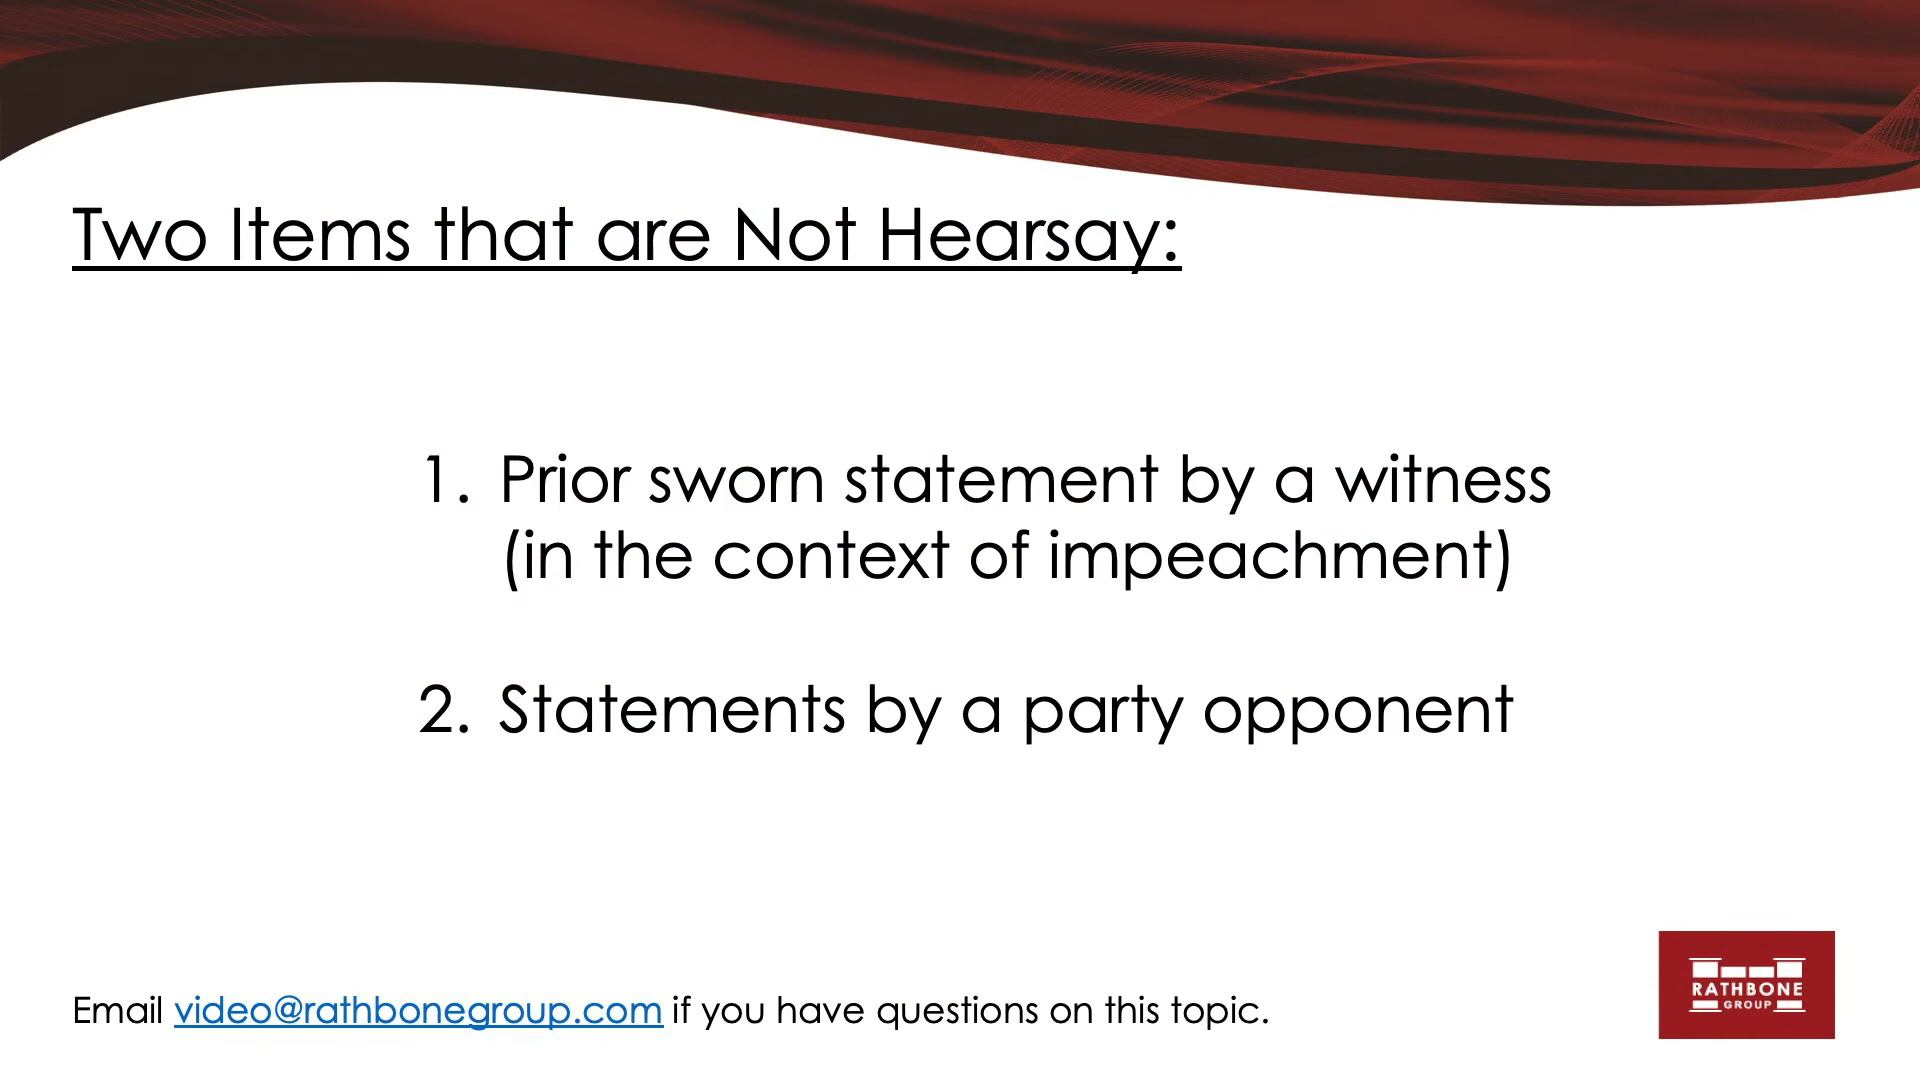 Two Items that are Not Hearsay:
1. Prior sworn statement by a witness
(in the context of impeachment)
2. Statements by a party opponent
Email video@rathbonegroup.com if you have questions on this topic.
RATHBONE
GROUP